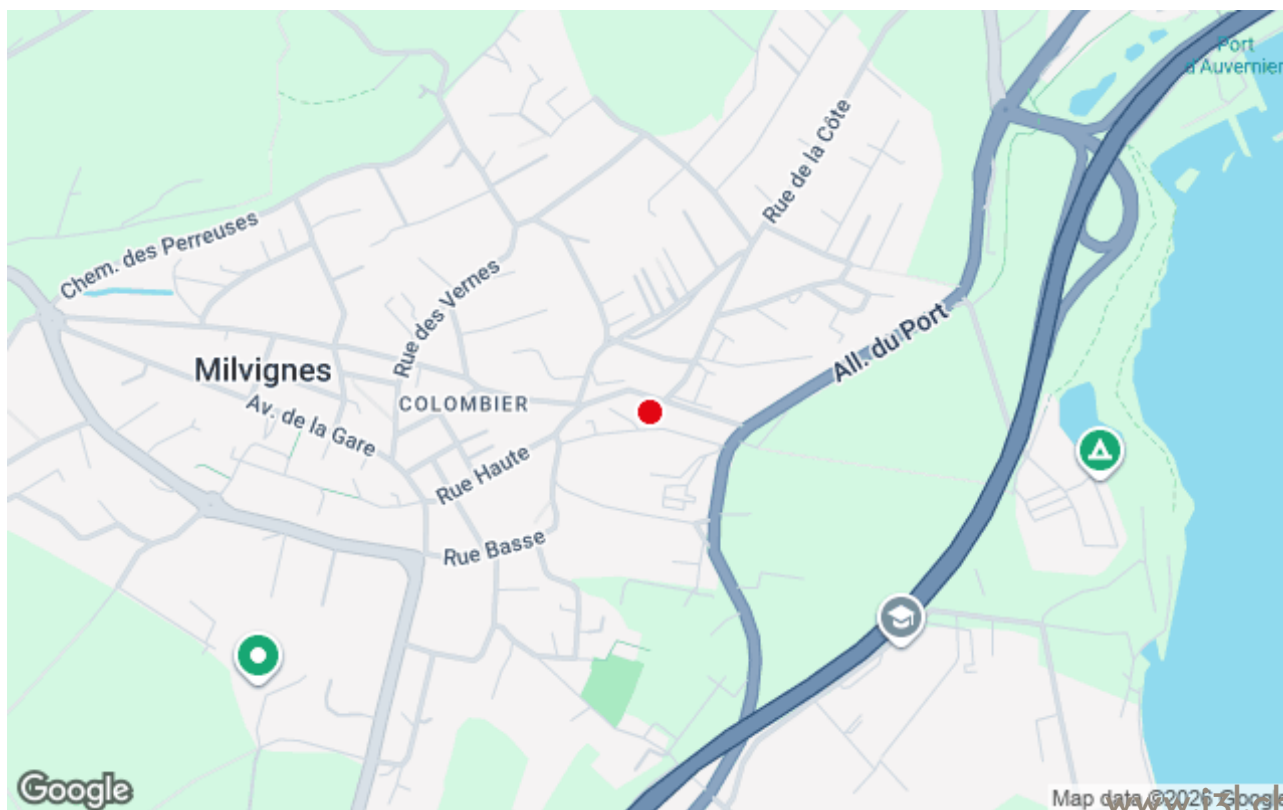 Port
d'Auvernier
Rue de la Côte
Chem. des Perreuses
Rue des Vernes
All. du Port
Milvignes
COLOMBIER
Av. de la Gare
Rue Haute
Rue Basse
Google
Map data ©2026 Google